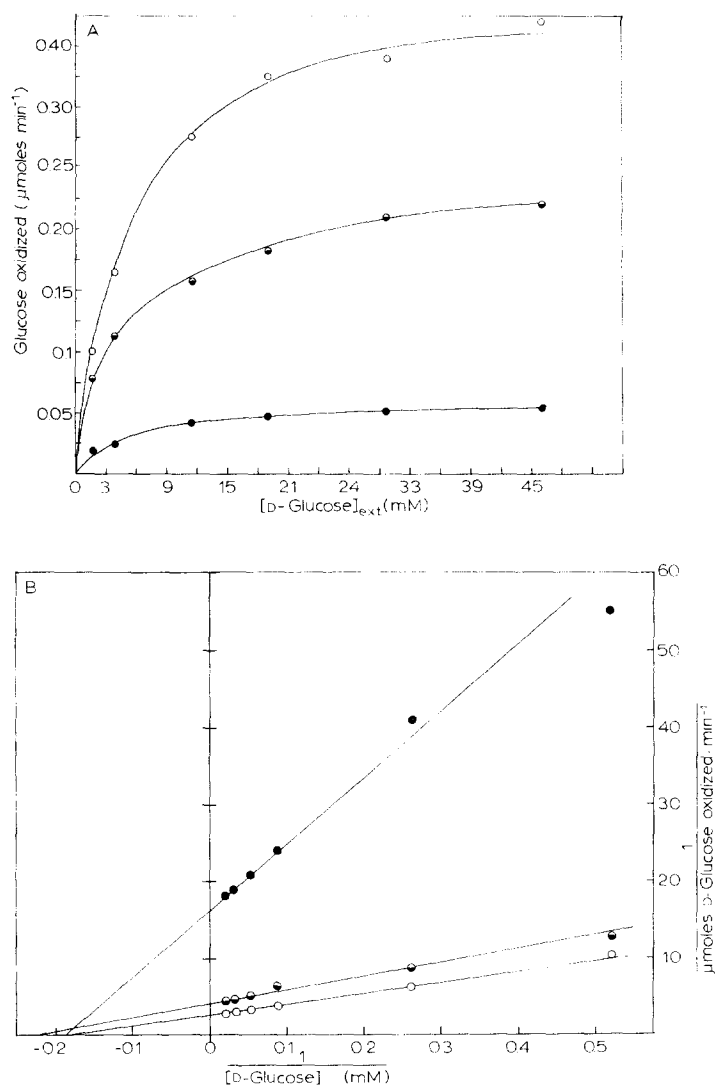 A
0.40
0.30
0.25
0.20
0.15
0.1
0.05
Glucose oxidized ( μmoles min⁻¹)
0 3 9 15 24 33 39 45
[D-Glucose]ext(mM)
B
60
50
40
30
20
10
1
μmoles D-Glucose oxidized·min⁻¹
-0.2 -0.1 0 0.1 0.2 0.3 0.4 0.5
1
[D-Glucose] (mM)